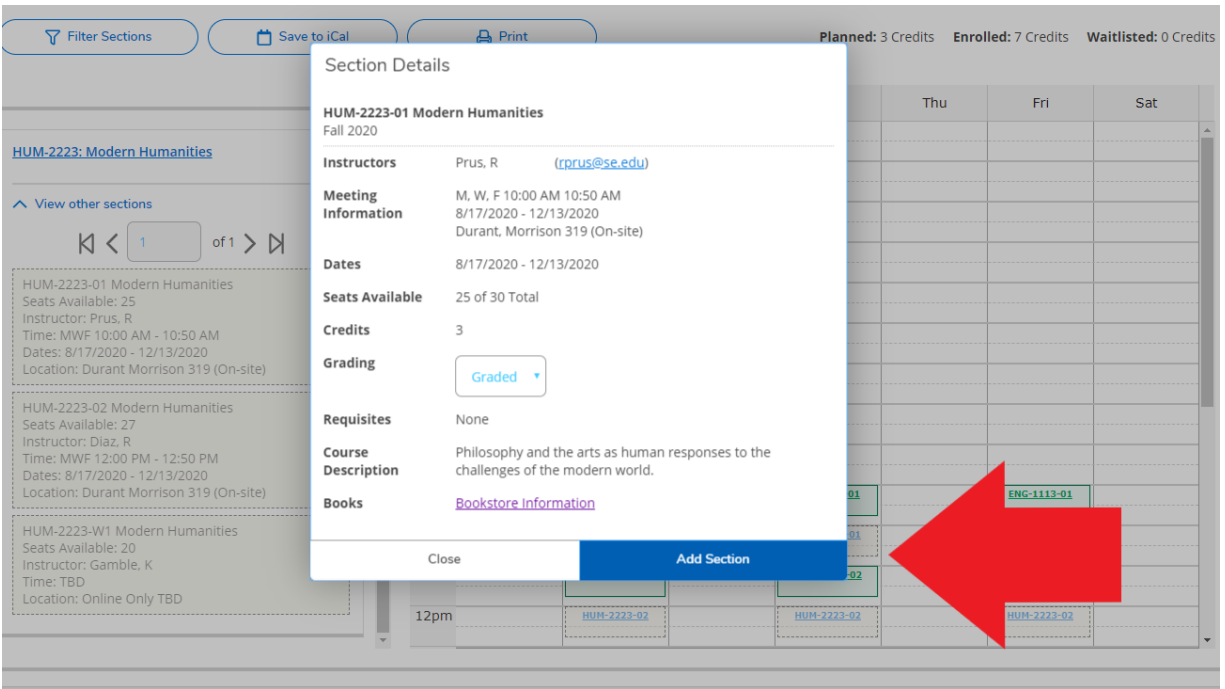 Filter Sections
Save to iCal
Print
Planned: 3 Credits Enrolled: 7 Credits Waitlisted: 0 Credits
HUM-2223: Modern Humanities
View other sections
1 of 1
HUM-2223-01 Modern Humanities
Seats Available: 25
Instructor: Prus, R
Time: MWF 10:00 AM - 10:50 AM
Dates: 8/17/2020 - 12/13/2020
Location: Durant Morrison 319 (On-site)
HUM-2223-02 Modern Humanities
Seats Available: 27
Instructor: Diaz, R
Time: MWF 12:00 PM - 12:50 PM
Dates: 8/17/2020 - 12/13/2020
Location: Durant Morrison 319 (On-site)
HUM-2223-W1 Modern Humanities
Seats Available: 20
Instructor: Gamble, K
Time: TBD
Location: Online Only TBD
Section Details
HUM-2223-01 Modern Humanities
Fall 2020
Instructors Prus, R (rprus@se.edu)
Meeting Information
M, W, F 10:00 AM 10:50 AM
8/17/2020 - 12/13/2020
Durant, Morrison 319 (On-site)
Dates 8/17/2020 - 12/13/2020
Seats Available 25 of 30 Total
Credits 3
Grading Graded
Requisites None
Course Description
Philosophy and the arts as human responses to the
challenges of the modern world.
Books Bookstore Information
Close
Add Section
Thu Fri Sat
01 ENG-1113-01
01
-02
12pm HUM-2223-02 HUM-2223-02 HUM-2223-02